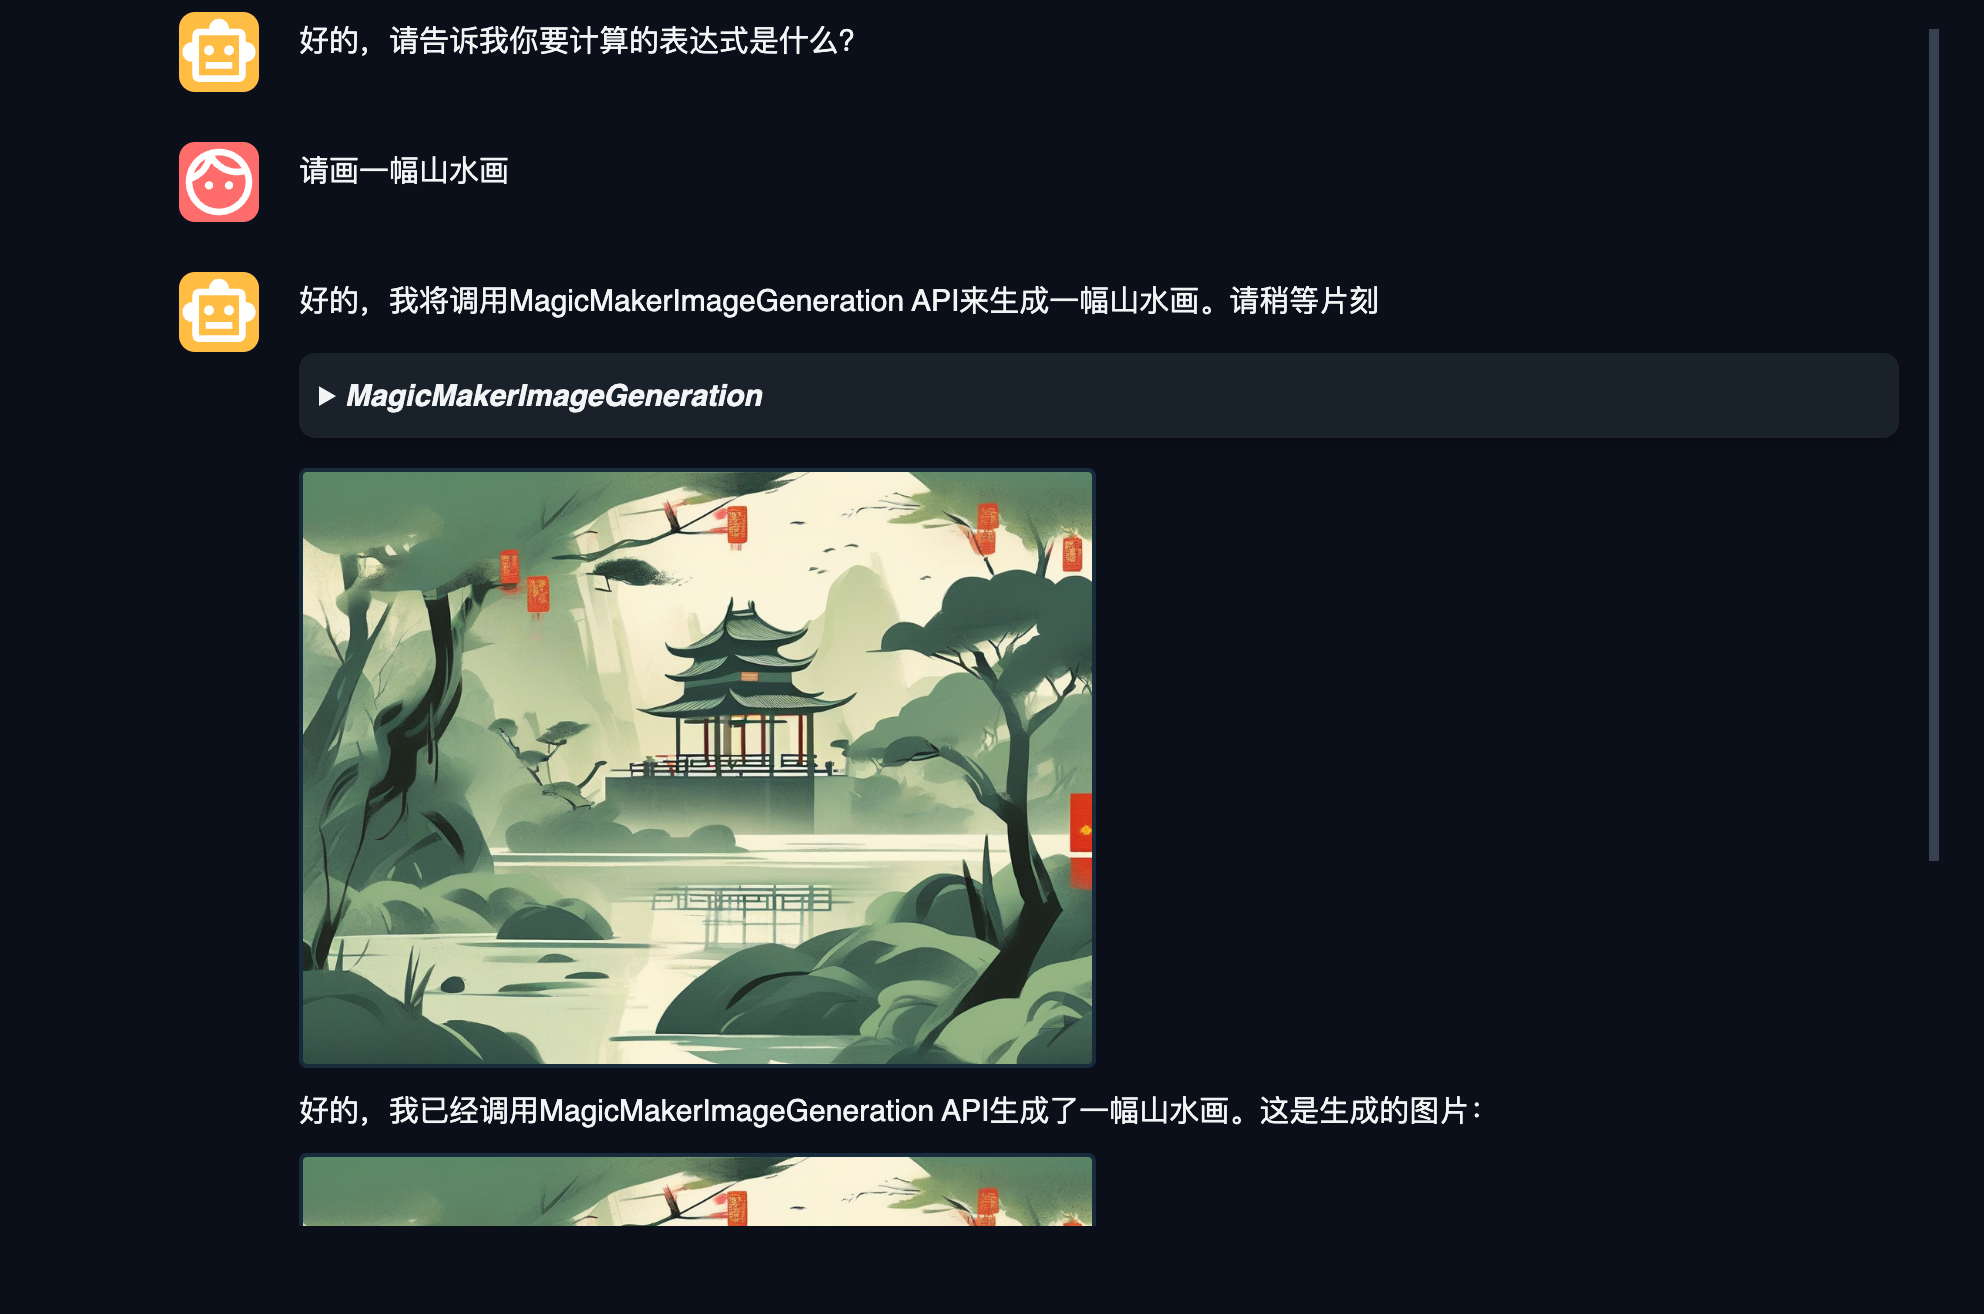 好的，请告诉我你要计算的表达式是什么？
请画一幅山水画
好的，我将调用MagicMakerImageGeneration API来生成一幅山水画。请稍等片刻
MagicMakerImageGeneration
好的，我已经调用MagicMakerImageGeneration API生成了一幅山水画。这是生成的图片：